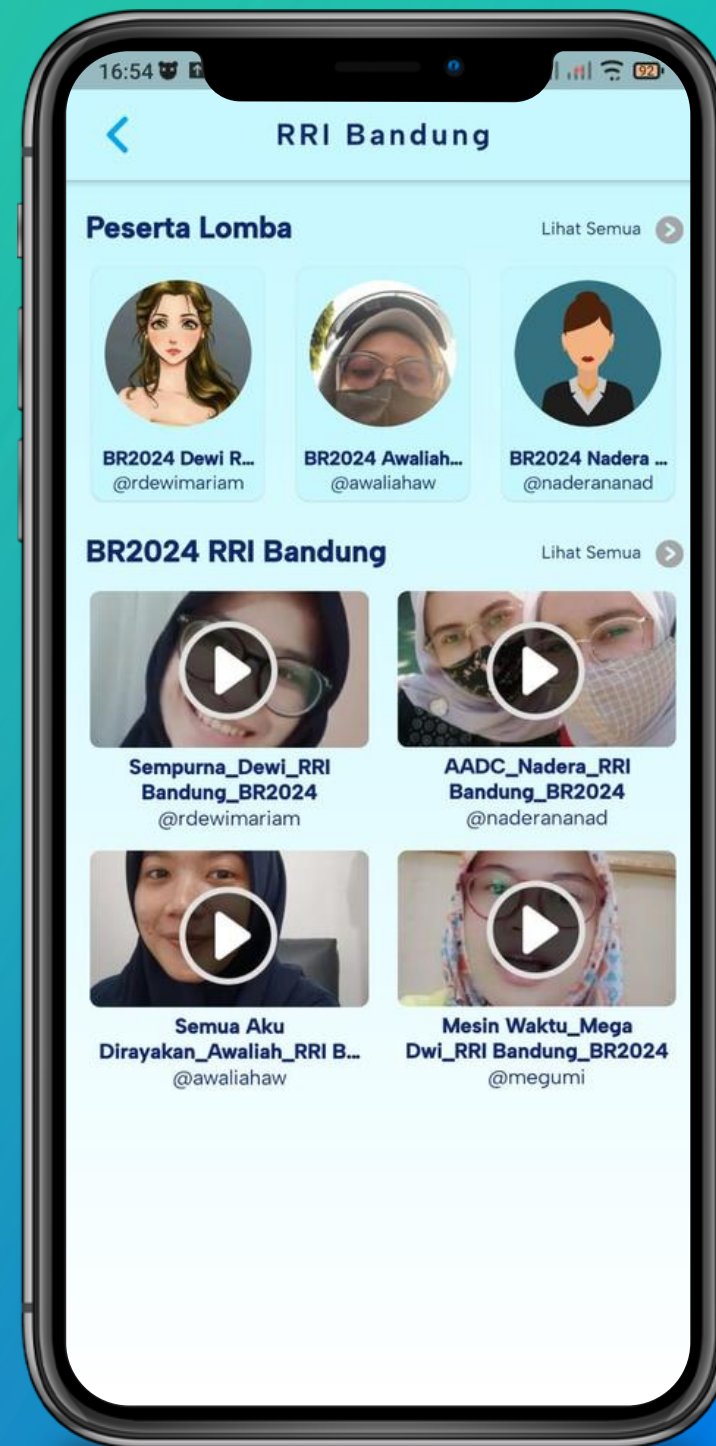 16:54
92
RRI Bandung
Peserta Lomba
Lihat Semua
BR2024 Dewi R...
BR2024 Awaliah...
BR2024 Nadera ...
@rdewimariam
@awaliahaw
@naderananad
BR2024 RRI Bandung
Lihat Semua
Sempurna_Dewi_RRI
Bandung_BR2024
@rdewimariam
AADC_Nadera_RRI
Bandung_BR2024
@naderananad
Semua Aku
Dirayakan_Awaliah_RRI B...
@awaliahaw
Mesin Waktu_Mega
Dwi_RRI Bandung_BR2024
@megumi